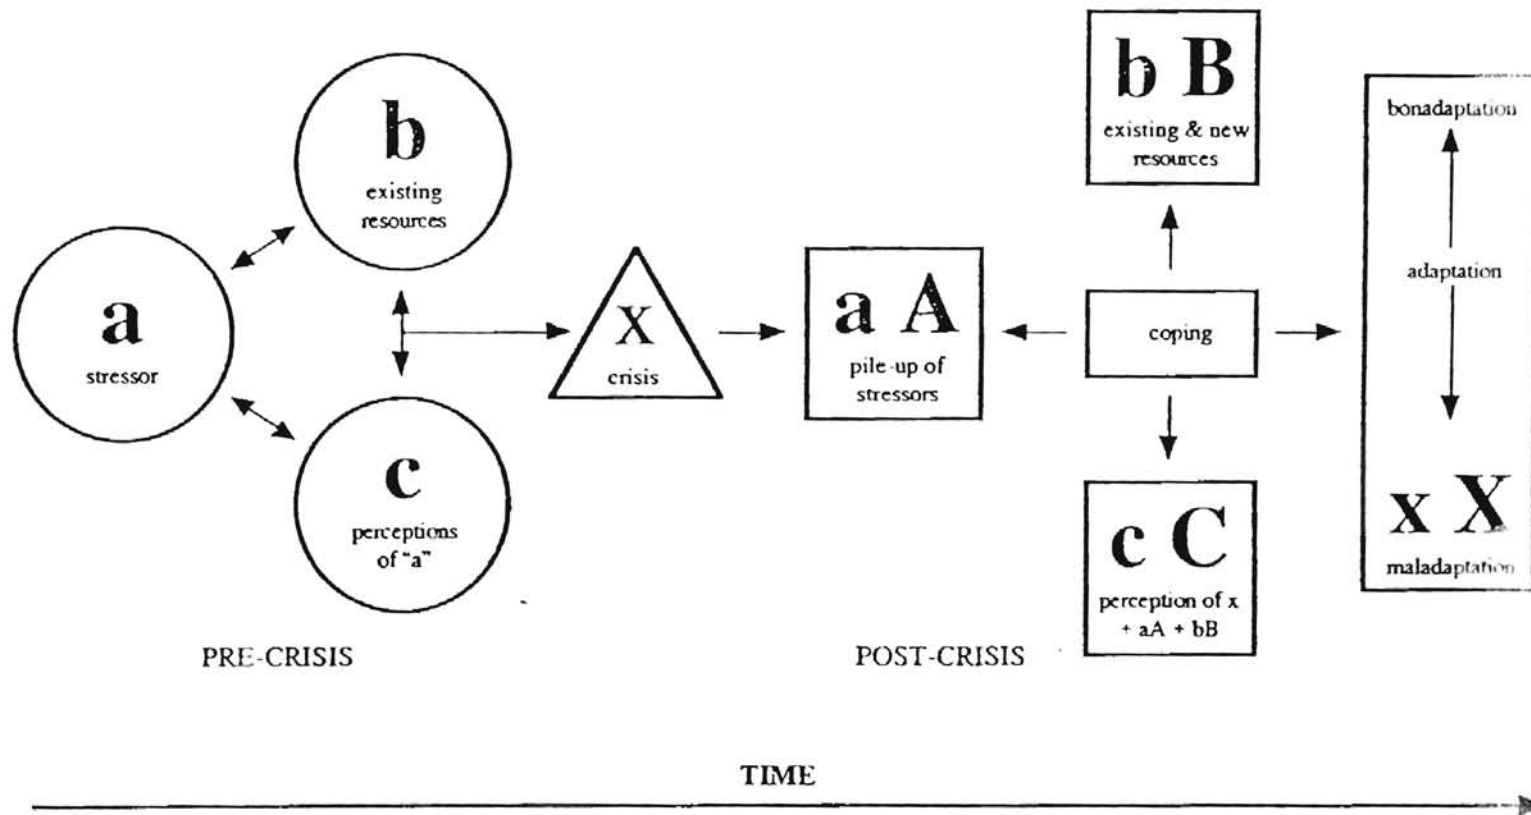 a
stressor
b
existing
resources
c
perceptions
of "a"
PRE-CRISIS
X
crisis
a A
pile-up of
stressors
b B
existing & new
resources
coping
c C
perception of x
+ aA + bB
POST-CRISIS
bonadaptation
adaptation
x X
maladaptation
TIME